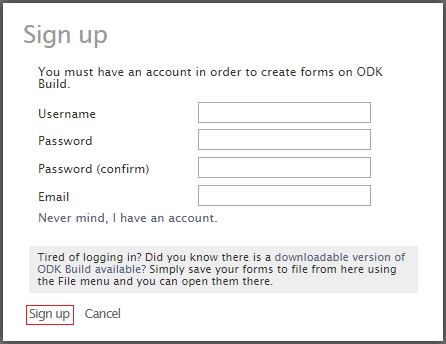 Sign up
You must have an account in order to create forms on ODK
Build.
Username
Password
Password (confirm)
Email
Never mind, I have an account.
Tired of logging in? Did you know there is a downloadable version of
ODK Build available? Simply save your forms to file from here using
the File menu and you can open them there.
Sign up Cancel